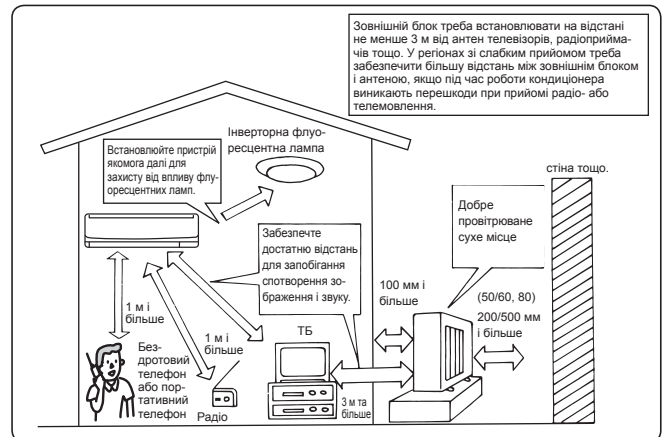 Зовнішній блок треба встановлювати на відстані
не менше 3 м від антен телевізорів, радіоприйма-
чів тощо. У регіонах зі слабким прийомом треба
забезпечити більшу відстань між зовнішнім блоком
і антеною, якщо під час роботи кондиціонера
виникають перешкоди при прийомі радіо- або
телемовлення.
Інверторна флуо-
ресцентна лампа
Встановлюйте пристрій
якомога далі для
захисту від впливу флу-
оресцентних ламп.
стіна тощо.
Добре
провітрюване
сухе місце
Забезпечте
достатню відстань
для запобігання
спотворення зо-
браження і звуку.
100 мм і
більше
(50/60, 80)
200/500 мм
і більше
1 м і
більше
1 м і
більше
ТБ
Без-
дротовий
телефон
або пор-
тативний
телефон
Радіо
3 м та
більше